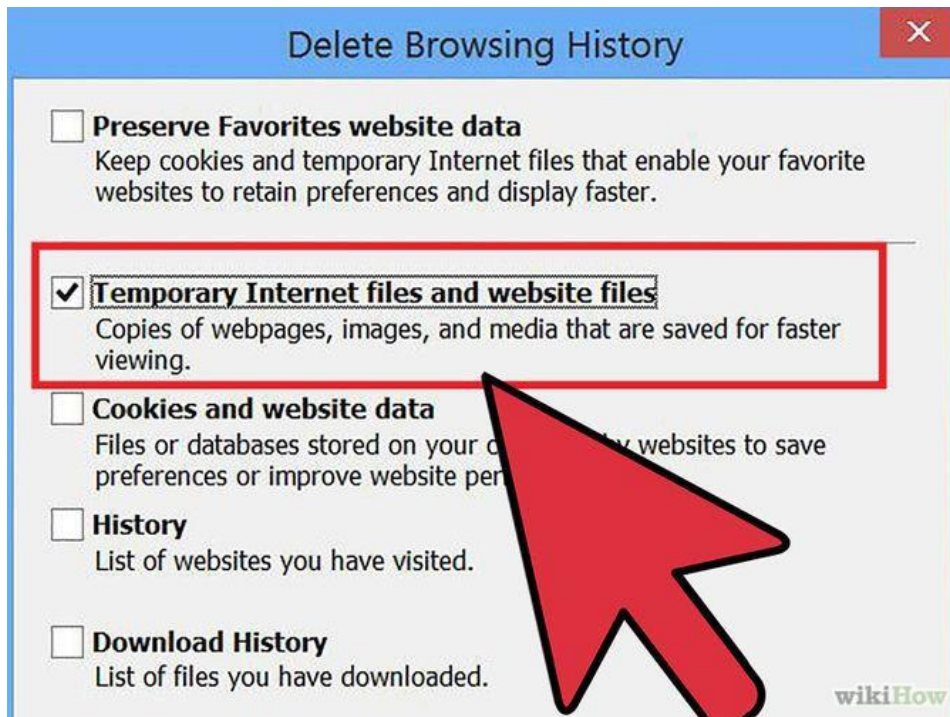 Delete Browsing History
Preserve Favorites website data
Keep cookies and temporary Internet files that enable your favorite
websites to retain preferences and display faster.
Temporary Internet files and website files
Copies of webpages, images, and media that are saved for faster
viewing.
Cookies and website data
Files or databases stored on your by websites to save
preferences or improve website
History
List of websites you have visited.
Download History
List of files you have downloaded.
wikiHow